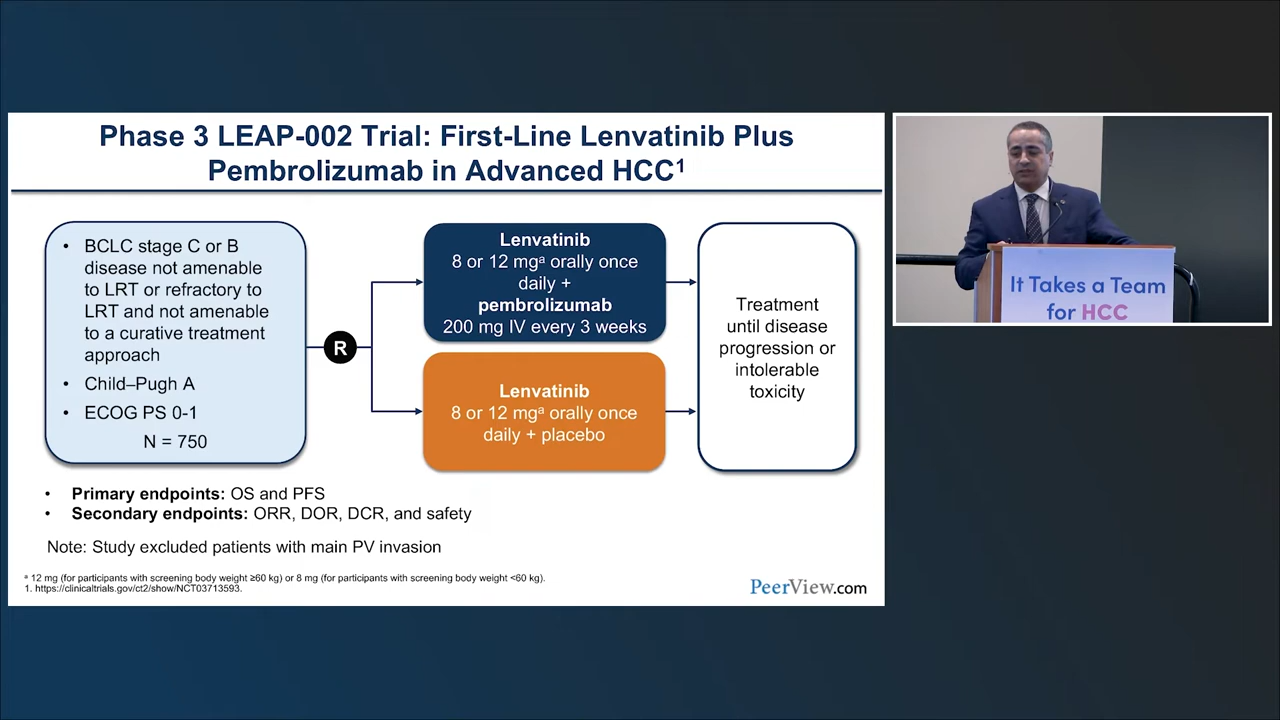 Phase 3 LEAP-002 Trial: First-Line Lenvatinib Plus
Pembrolizumab in Advanced HCC¹
• BCLC stage C or B
disease not amenable
to LRT or refractory to
LRT and not amenable
to a curative treatment
approach
• Child–Pugh A
• ECOG PS 0-1
N = 750
R
Lenvatinib
8 or 12 mgᵃ orally once
daily +
pembrolizumab
200 mg IV every 3 weeks
Lenvatinib
8 or 12 mgᵃ orally once
daily + placebo
Treatment
until disease
progression or
intolerable
toxicity
• Primary endpoints: OS and PFS
• Secondary endpoints: ORR, DOR, DCR, and safety
Note: Study excluded patients with main PV invasion
ᵃ 12 mg (for participants with screening body weight ≥60 kg) or 8 mg (for participants with screening body weight <60 kg).
1. https://clinicaltrials.gov/ct2/show/NCT03713593.
PeerView.com
It Takes a Team
for HCC